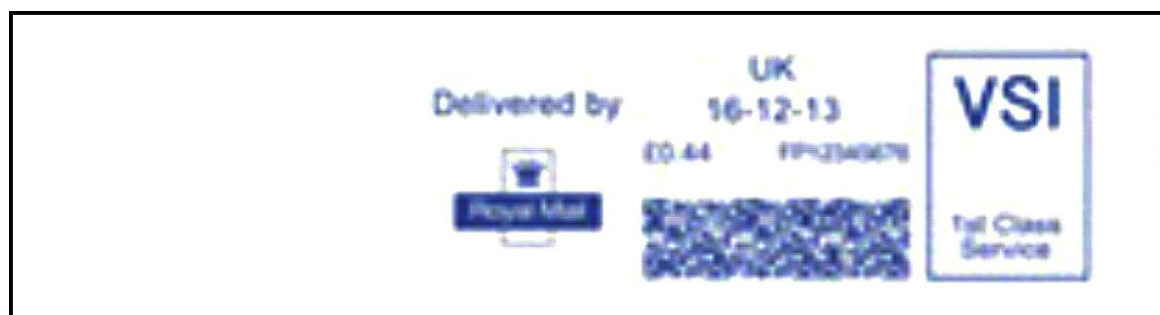 UK
Delivered by
16-12-13
£0.44
Royal Mail
VSI
1st Class
Service